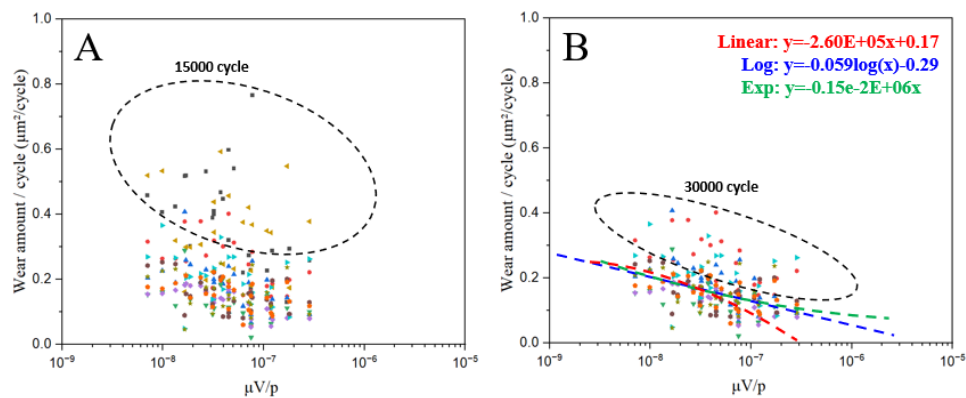 A
15000 cycle
Wear amount / cycle (μm²/cycle)
1.0
0.8
0.6
0.4
0.2
0.0
10⁻⁹
10⁻⁸
10⁻⁷
10⁻⁶
10⁻⁵
μV/p
B
Linear: y=-2.60E+05x+0.17
Log: y=-0.059log(x)-0.29
Exp: y=-0.15e-2E+06x
30000 cycle
Wear amount / cycle (μm²/cycle)
1.0
0.8
0.6
0.4
0.2
0.0
10⁻⁹
10⁻⁸
10⁻⁷
10⁻⁶
10⁻⁵
μV/p